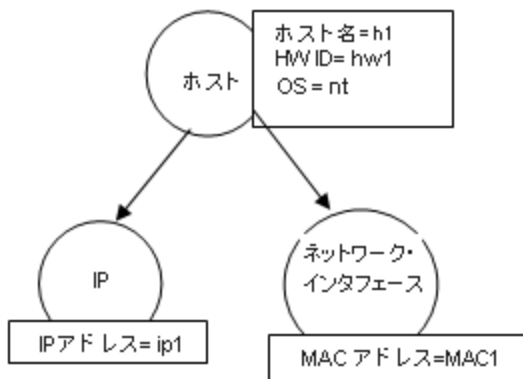 ホスト
ホスト名=h1
HW ID= hw1
OS = nt
IP
IPアドレス= ip1
ネットワーク・
インタフェース
MAC アドレス=MAC1